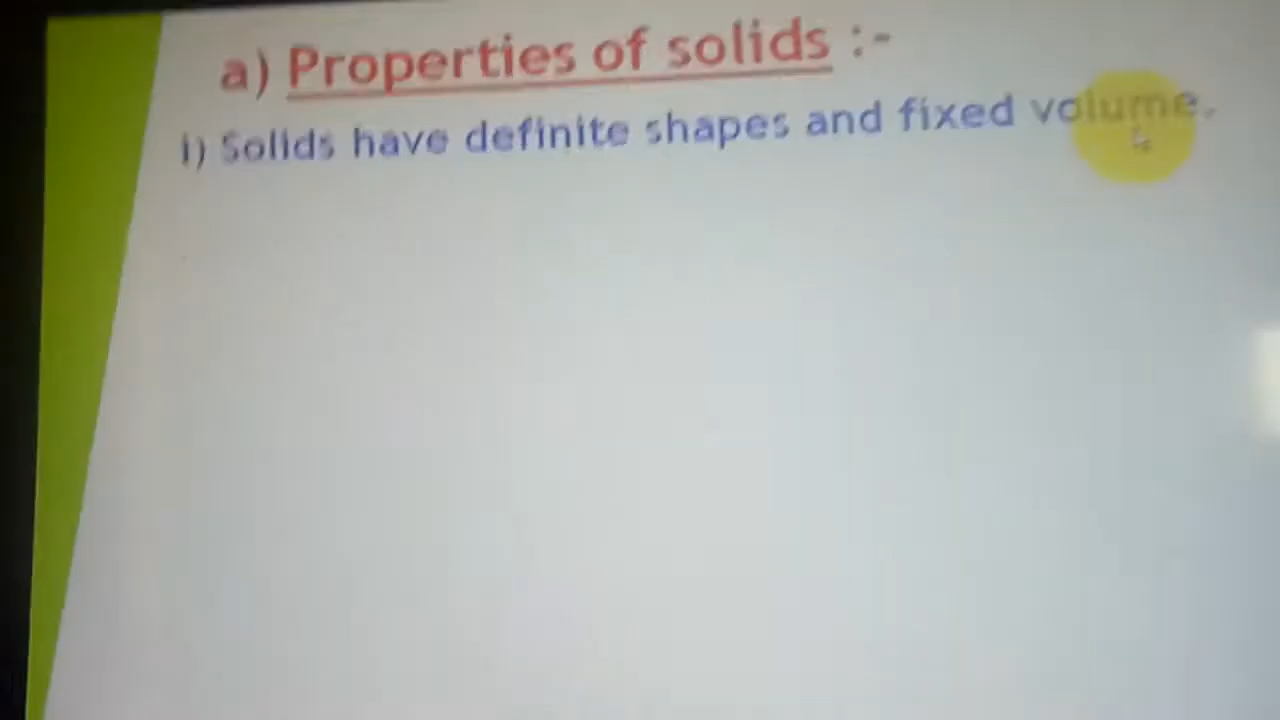 a) Properties of solids :-
i) Solids have definite shapes and fixed volume.